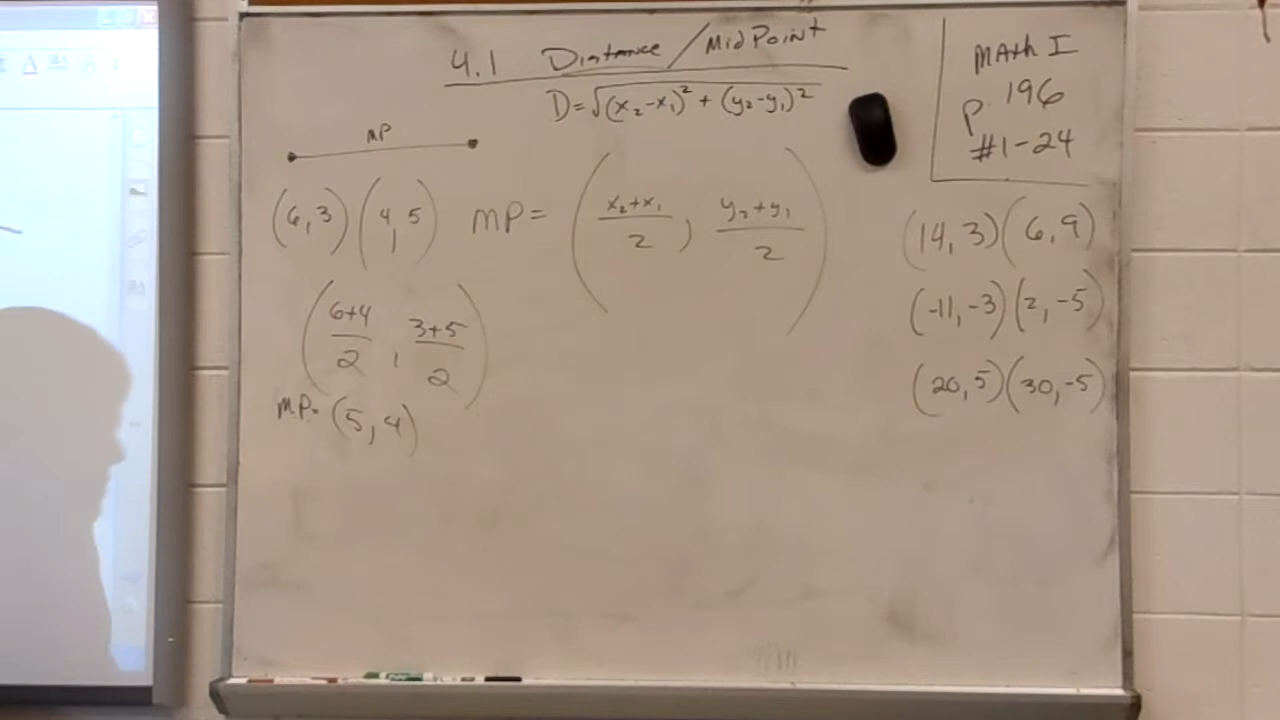 4.1 Distance / MidPoint
D=√(x₂-x₁)² + (y₂-y₁)²
MATH I
P 196
#1-24
MP
(6,3)(4,5)
MP= (x₂+x₁/2, y₂+y₁/2)
(6+4/2, 3+5/2)
MP= (5,4)
(14,3)(6,9)
(-11,-3)(2,-5)
(20,5)(30,-5)